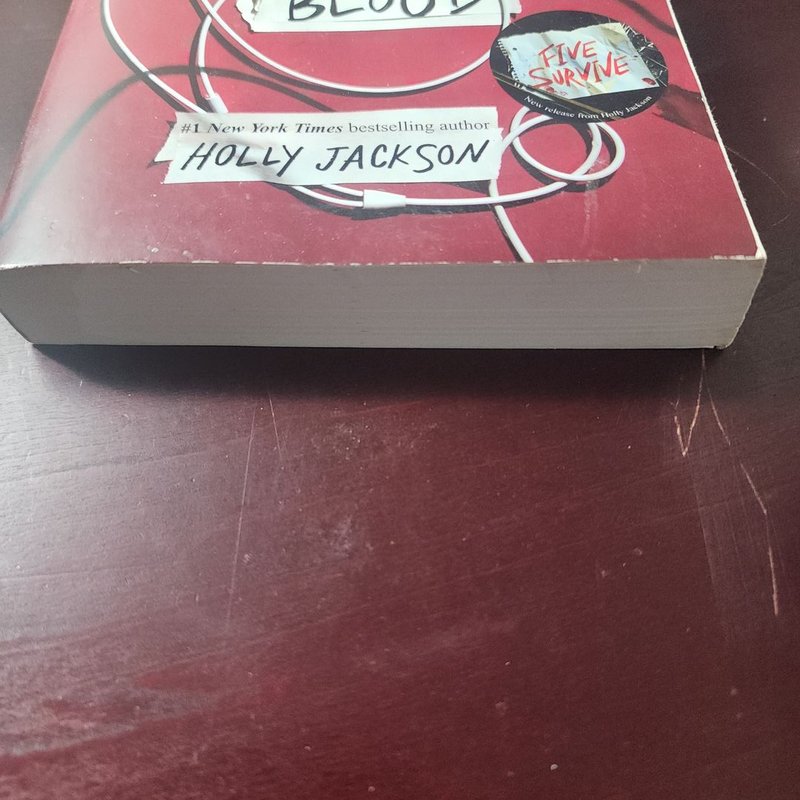 BLOOD
FIVE
SURVIVE
New release from Holly Jackson
#1 New York Times bestselling author
HOLLY JACKSON